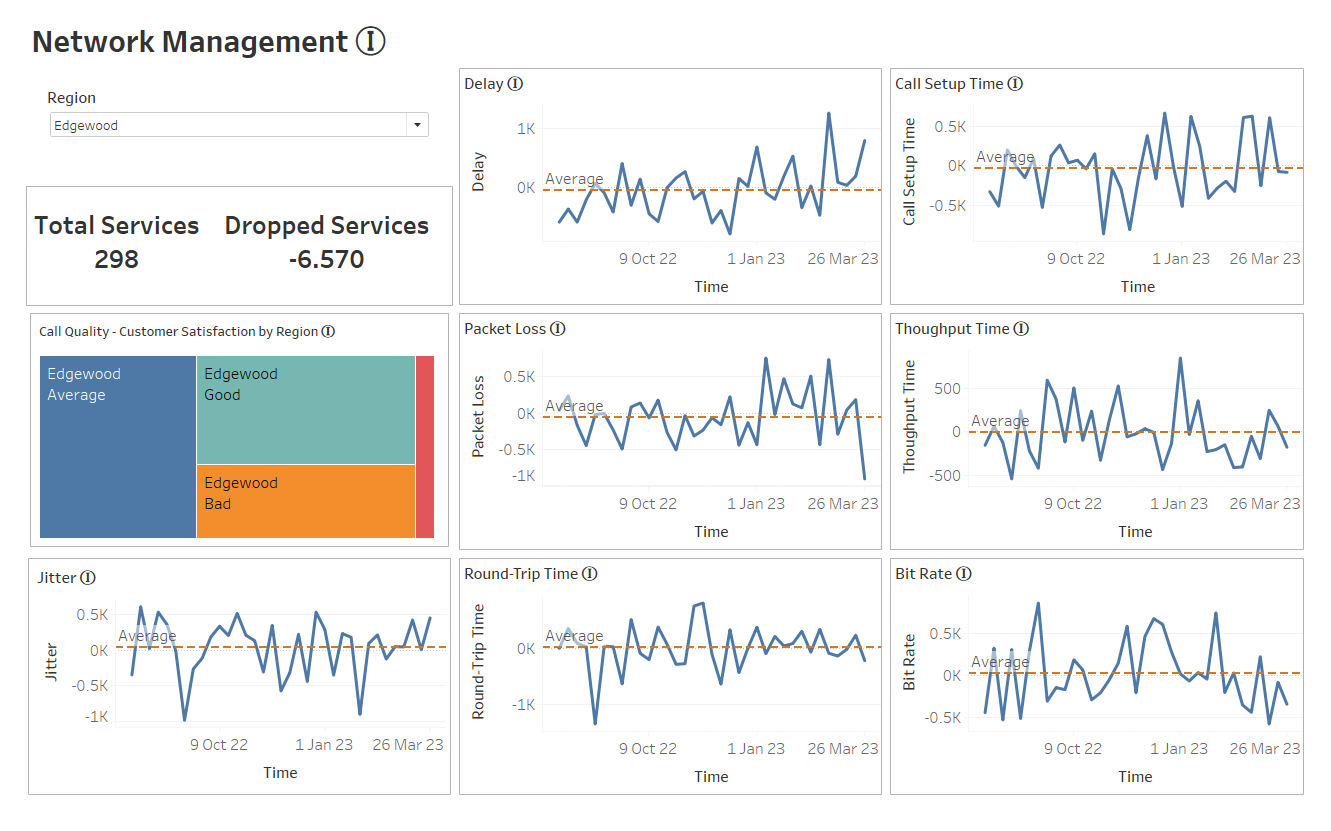 Network Management Ⓘ
Region
Edgewood
Total Services
298
Dropped Services
-6.570
Delay Ⓘ
Delay
1K
0K
Average
9 Oct 22
1 Jan 23
26 Mar 23
Time
Call Setup Time Ⓘ
Call Setup Time
0.5K
0K
-0.5K
Average
9 Oct 22
1 Jan 23
26 Mar 23
Time
Call Quality - Customer Satisfaction by Region Ⓘ
Edgewood
Average
Edgewood
Good
Edgewood
Bad
Packet Loss Ⓘ
Packet Loss
0.5K
0K
-0.5K
-1K
Average
9 Oct 22
1 Jan 23
26 Mar 23
Time
Thoughput Time Ⓘ
Thoughput Time
500
0
-500
Average
9 Oct 22
1 Jan 23
26 Mar 23
Time
Jitter Ⓘ
Jitter
0.5K
0K
-0.5K
-1K
Average
9 Oct 22
1 Jan 23
26 Mar 23
Time
Round-Trip Time Ⓘ
Round-Trip Time
0K
-1K
Average
9 Oct 22
1 Jan 23
26 Mar 23
Time
Bit Rate Ⓘ
Bit Rate
0.5K
0K
-0.5K
Average
9 Oct 22
1 Jan 23
26 Mar 23
Time